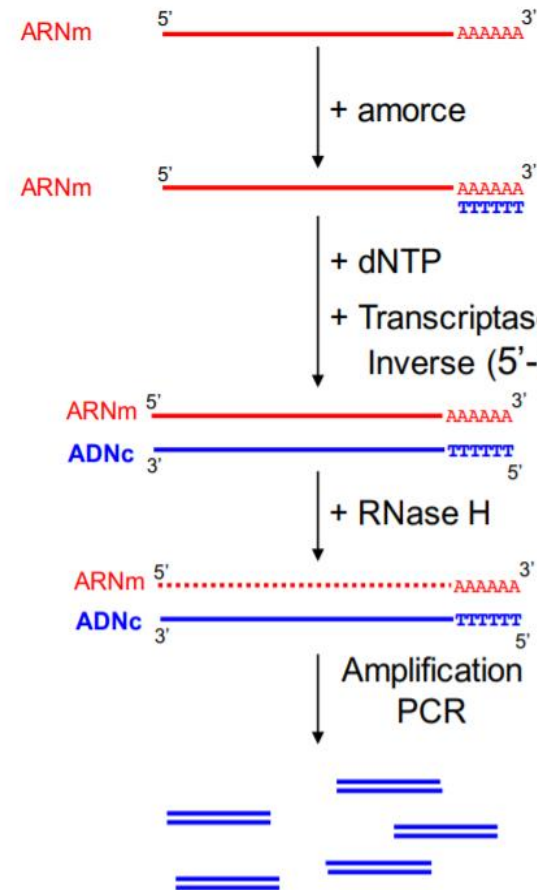 5' 3'
ARNm AAAAAA
+ amorce
5' 3'
ARNm AAAAAA
TTTTTT
+ dNTP
+ Transcriptase
Inverse (5'-
5' 3'
ARNm AAAAAA
ADNc TTTTTT
3' 5'
+ RNase H
5' 3'
ARNm AAAAAA
ADNc TTTTTT
3' 5'
Amplification
PCR